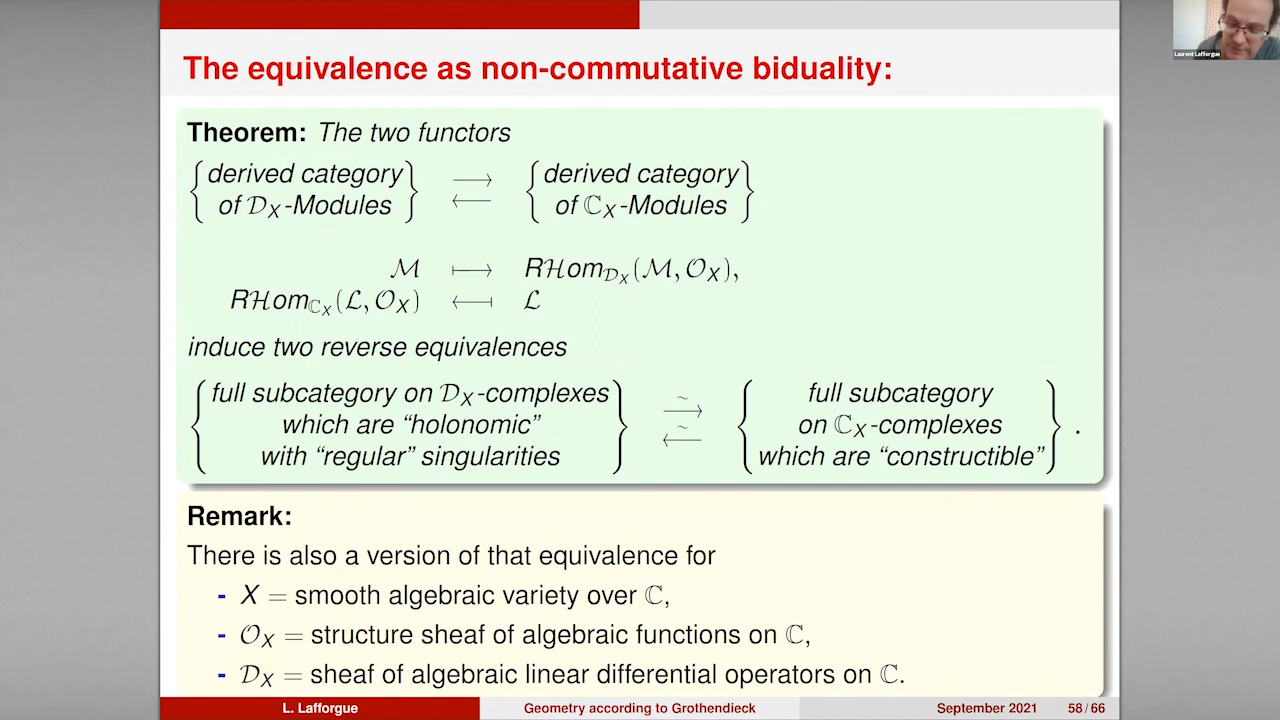 Laurent Lafforgue
The equivalence as non-commutative biduality:
Theorem: The two functors
{derived category of 𝒟_X-Modules} ⟶ ⟵ {derived category of ℂ_X-Modules}
ℳ ⟼ Rℋom_{𝒟_X}(ℳ, 𝒪_X),
Rℋom_{ℂ_X}(ℒ, 𝒪_X) ⟻ ℒ
induce two reverse equivalences
{full subcategory on 𝒟_X-complexes which are “holonomic” with “regular” singularities} ⟶~ ⟵~ {full subcategory on ℂ_X-complexes which are “constructible”} .
Remark:
There is also a version of that equivalence for
- X = smooth algebraic variety over ℂ,
- 𝒪_X = structure sheaf of algebraic functions on ℂ,
- 𝒟_X = sheaf of algebraic linear differential operators on ℂ.
L. Lafforgue Geometry according to Grothendieck September 2021 58 / 66